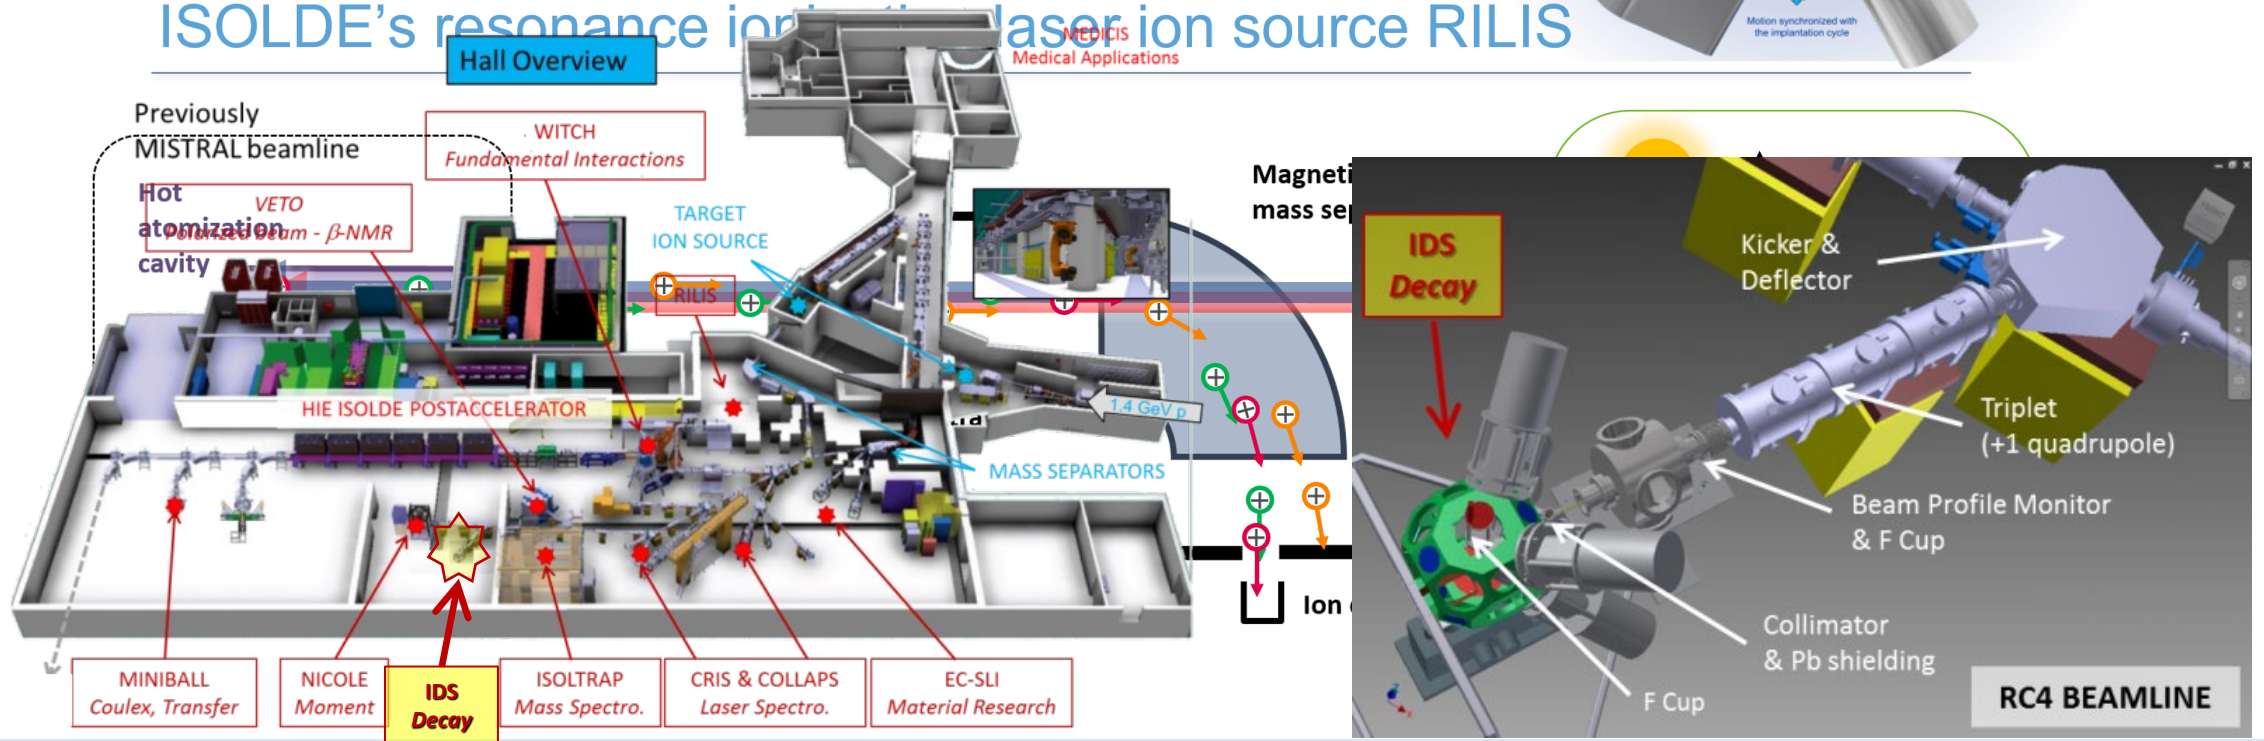 ISOLDE's resonance ion laser ion source RILIS
Motion synchronized with
the implantation cycle
Hall Overview
MEDICIS
Medical Applications
Previously
MISTRAL beamline
WITCH
Fundamental Interactions
Hot
atomization
cavity
VETO
Polarized beam - β-NMR
TARGET
ION SOURCE
RILIS
Magneti
mass sep
HIE ISOLDE POSTACCELERATOR
1.4 GeV p
MASS SEPARATORS
Ion
MINIBALL
Coulex, Transfer
NICOLE
Moment
IDS
Decay
ISOLTRAP
Mass Spectro.
CRIS & COLLAPS
Laser Spectro.
EC-SLI
Material Research
IDS
Decay
Kicker &
Deflector
Triplet
(+1 quadrupole)
Beam Profile Monitor
& F Cup
Collimator
& Pb shielding
F Cup
RC4 BEAMLINE